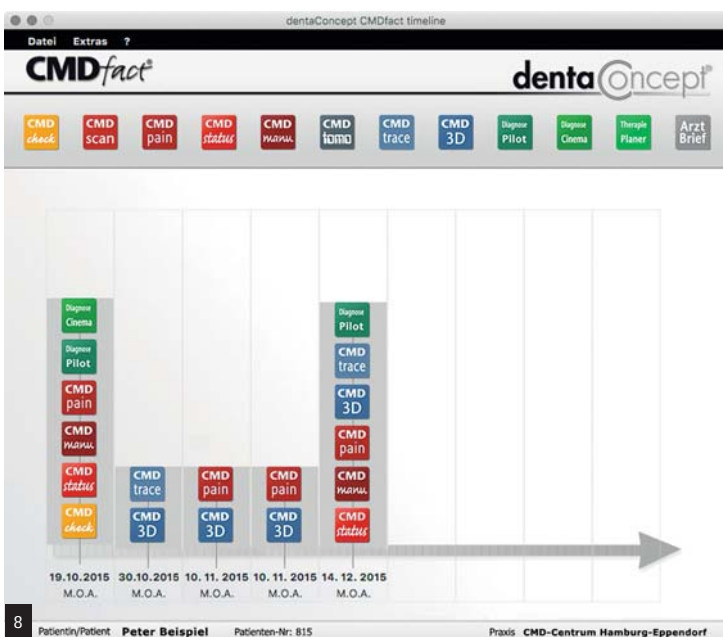 dentaConcept CMDfact timeline
Datei Extras ?
CMDfact®
dentaConcept®
CMD check
CMD scan
CMD pain
CMD status
CMD manu
CMD tomo
CMD trace
CMD 3D
Diagnose Pilot
Diagnose Cinema
Therapie Planer
Arzt Brief
Diagnose Cinema
Diagnose Pilot
CMD pain
CMD manu
CMD status
CMD check
CMD trace
CMD 3D
CMD pain
CMD 3D
CMD pain
CMD 3D
Diagnose Pilot
CMD trace
CMD 3D
CMD pain
CMD manu
CMD status
19.10.2015 30.10.2015 10. 11. 2015 10. 11. 2015 14. 12. 2015
M.O.A. M.O.A. M.O.A. M.O.A. M.O.A.
8
Patientin/Patient Peter Beispiel Patienten-Nr: 815 Praxis CMD-Centrum Hamburg-Eppendorf